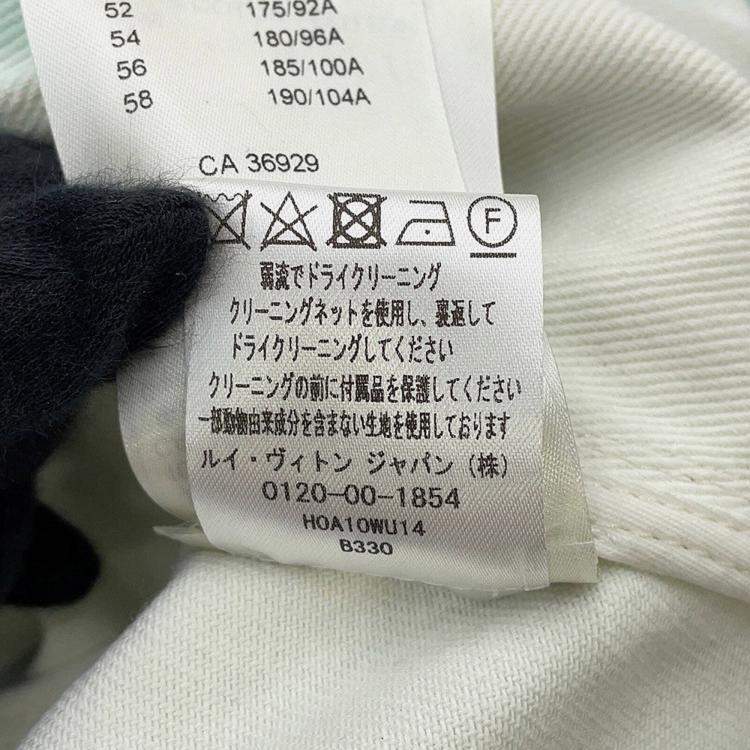 52 175/92A
54 180/96A
56 185/100A
58 190/104A
CA 36929
F
弱流でドライクリーニング
クリーニングネットを使用し、裏返して
ドライクリーニングしてください
クリーニングの前に付属品を保護してください
一部動物由来成分を含まない生地を使用しております
ルイ・ヴィトン ジャパン (株)
0120-00-1854
H0A10WU14
B330